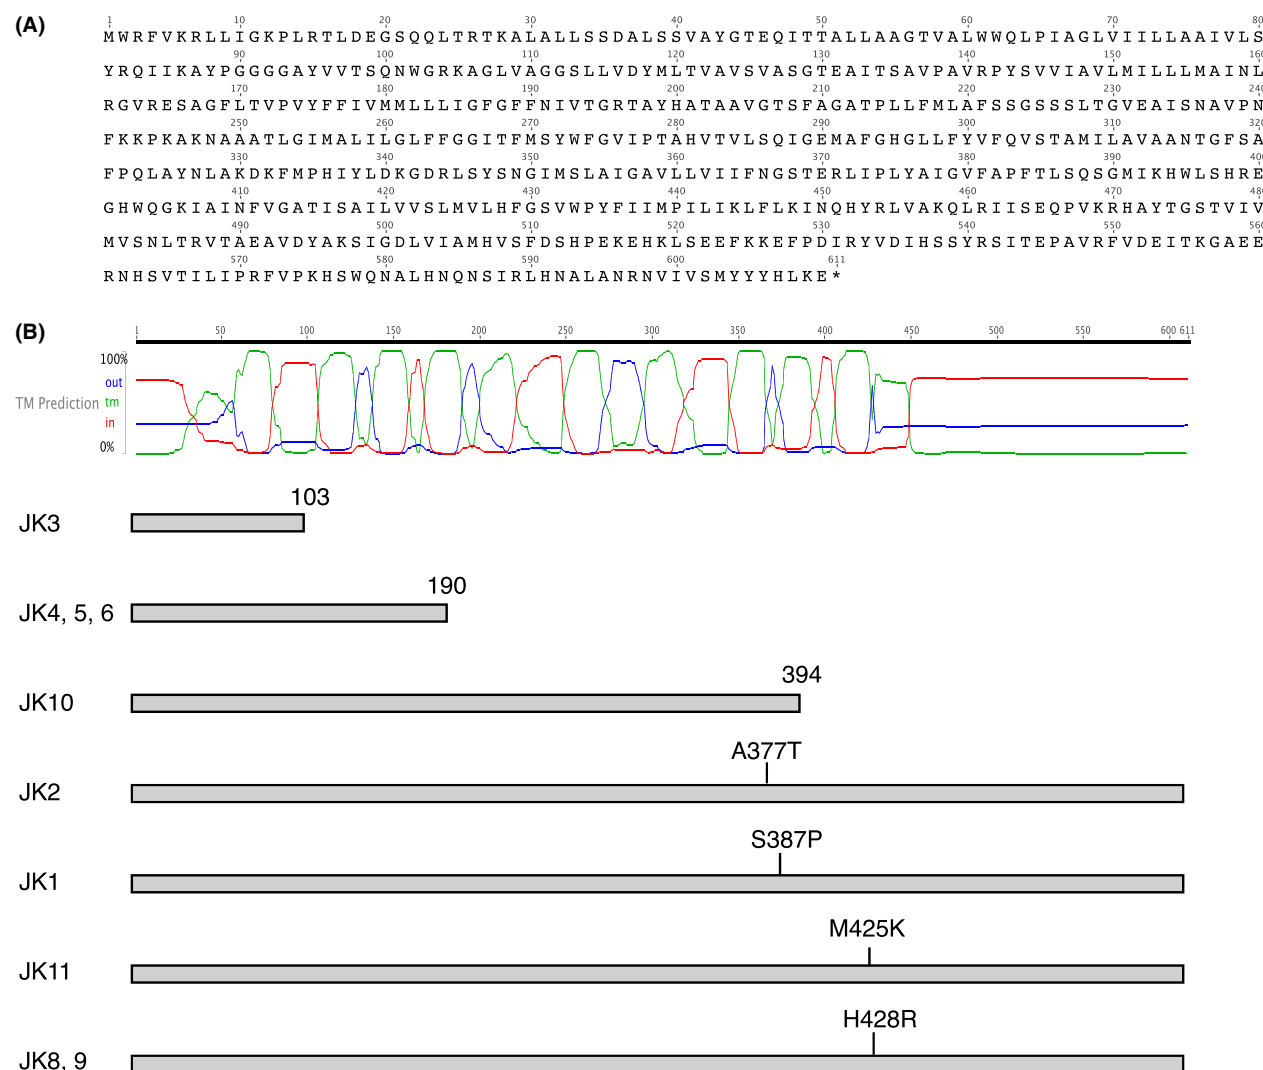 (A)
1 10 20 30 40 50 60 70 80
MWRFVKRLLIGKPLRTLDEGSQQLTRTKALALLSSDALSSVAYGTEQITTALLAAGTVALWWQLPIAGLVIILLAAIVLS
90 100 110 120 130 140 150 160
YRQIIKAYPGGGGAYVVTSQNWGRKAGLVAGGSLLVDYMLTVAVSVASGTEAITSAVPAVRPYSVVIAVLMILLLMAINL
170 180 190 200 210 220 230 240
RGVRESAGFLTVPVYFFIVMMLLLIGFGFFNIVTGRTAYHATAAVGTSFAGATPLLFMLAFSSGSSSLTGVEAISNAVPN
250 260 270 280 290 300 310 320
FKKPKAKNAAATLGIMALILGLFFGGITFMSYWFGVIPTAHVTVLSQIGEMAFGHGLLFYVFQVSTAMILAVAANTGFSA
330 340 350 360 370 380 390 400
FPQLAYNLAKDKFMPHIYLDKGDRLSYSNGIMSLAIGAVLLVIIFNGSTERLIPLYAIGVFAPFTLSQSGMIKHWLSHRE
410 420 430 440 450 460 470 480
GHWQGKIAINFVGATISAILVVSLMVLHFGSVWPYFIIMPILIKLFLKINQHYRLVAKQLRIISEQPVKRHAYTGSTVIV
490 500 510 520 530 540 550 560
MVSNLTRVTAEAVDYAKSIGDLVIAMHVSFDSHPEKEHKLSEEFKKEFPDIRYVDIHSSYRSITEPAVRFVDEITKGAEE
570 580 590 600 611
RNHSVTILIPRFVPKHSWQNALHNQNSIRLHNALANRNVIVSMYYYHLKE*
(B)
1 50 100 150 200 250 300 350 400 450 500 550 600 611
100%
out
TM Prediction tm
in
0%
103
JK3
190
JK4, 5, 6
394
JK10
A377T
JK2
S387P
JK1
M425K
JK11
H428R
JK8, 9